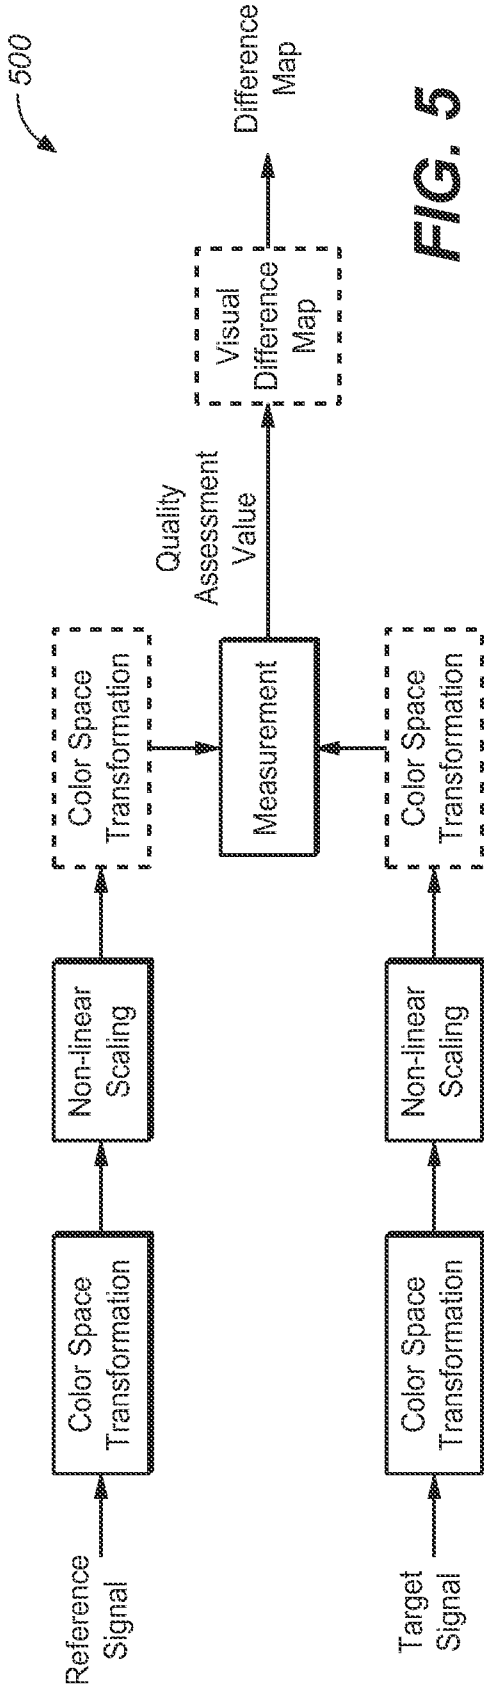 500
Reference
Signal
Color Space
Transformation
Non-linear
Scaling
Color Space
Transformation
Measurement
Quality
Assessment
Value
Visual
Difference
Map
Difference
Map
Target
Signal
Color Space
Transformation
Non-linear
Scaling
Color Space
Transformation
FIG. 5